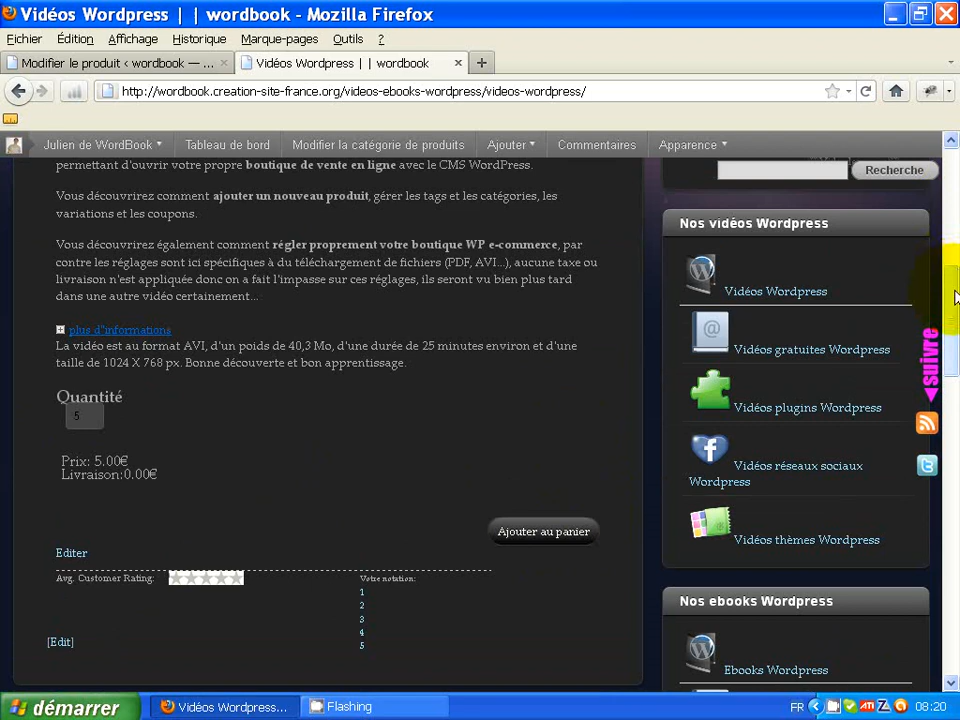 Vidéos Wordpress | | wordbook - Mozilla Firefox
Fichier Édition Affichage Historique Marque-pages Outils ?
Modifier le produit ‹ wordbook — ...
Vidéos Wordpress | | wordbook
http://wordbook.creation-site-france.org/videos-ebooks-wordpress/videos-wordpress/
Julien de WordBook Tableau de bord Modifier la catégorie de produits Ajouter Commentaires Apparence
permettant d'ouvrir votre propre boutique de vente en ligne avec le CMS WordPress.
Vous découvrirez comment ajouter un nouveau produit, gérer les tags et les catégories, les
variations et les coupons.
Vous découvrirez également comment régler proprement votre boutique WP e-commerce, par
contre les réglages sont ici spécifiques à du téléchargement de fichiers (PDF, AVI...), aucune taxe ou
livraison n'est appliquée donc on a fait l'impasse sur ces réglages, ils seront vu bien plus tard
dans une autre vidéo certainement...
plus d"informations
La vidéo est au format AVI, d'un poids de 40,3 Mo, d'une durée de 25 minutes environ et d'une
taille de 1024 X 768 px. Bonne découverte et bon apprentissage.
Quantité
5
Prix: 5.00€
Livraison:0.00€
Ajouter au panier
Editer
Avg. Customer Rating:
Votre notation:
1
2
3
4
5
[Edit]
Recherche
Nos vidéos Wordpress
Vidéos Wordpress
Vidéos gratuites Wordpress
Vidéos plugins Wordpress
Vidéos réseaux sociaux
Wordpress
Vidéos thèmes Wordpress
Nos ebooks Wordpress
Ebooks Wordpress
suivre
démarrer
Vidéos Wordpress...
Flashing
FR
08:20